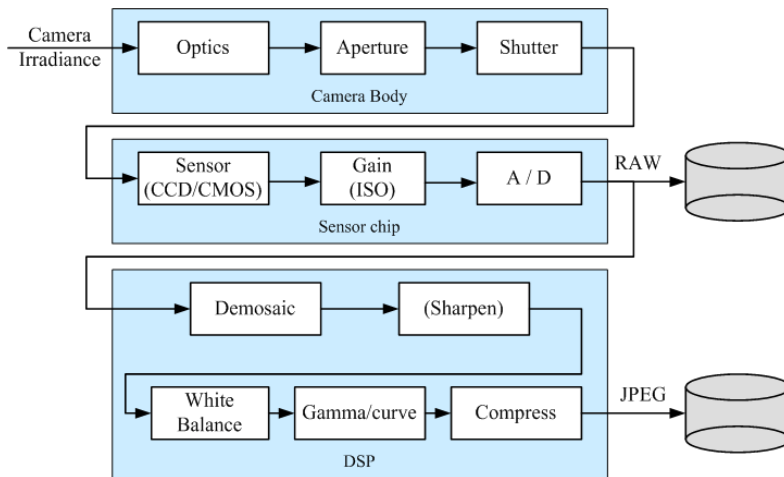 Camera
Irradiance
Optics
Aperture
Shutter
Camera Body
Sensor
(CCD/CMOS)
Gain
(ISO)
A / D
RAW
Sensor chip
Demosaic
(Sharpen)
White
Balance
Gamma/curve
Compress
JPEG
DSP